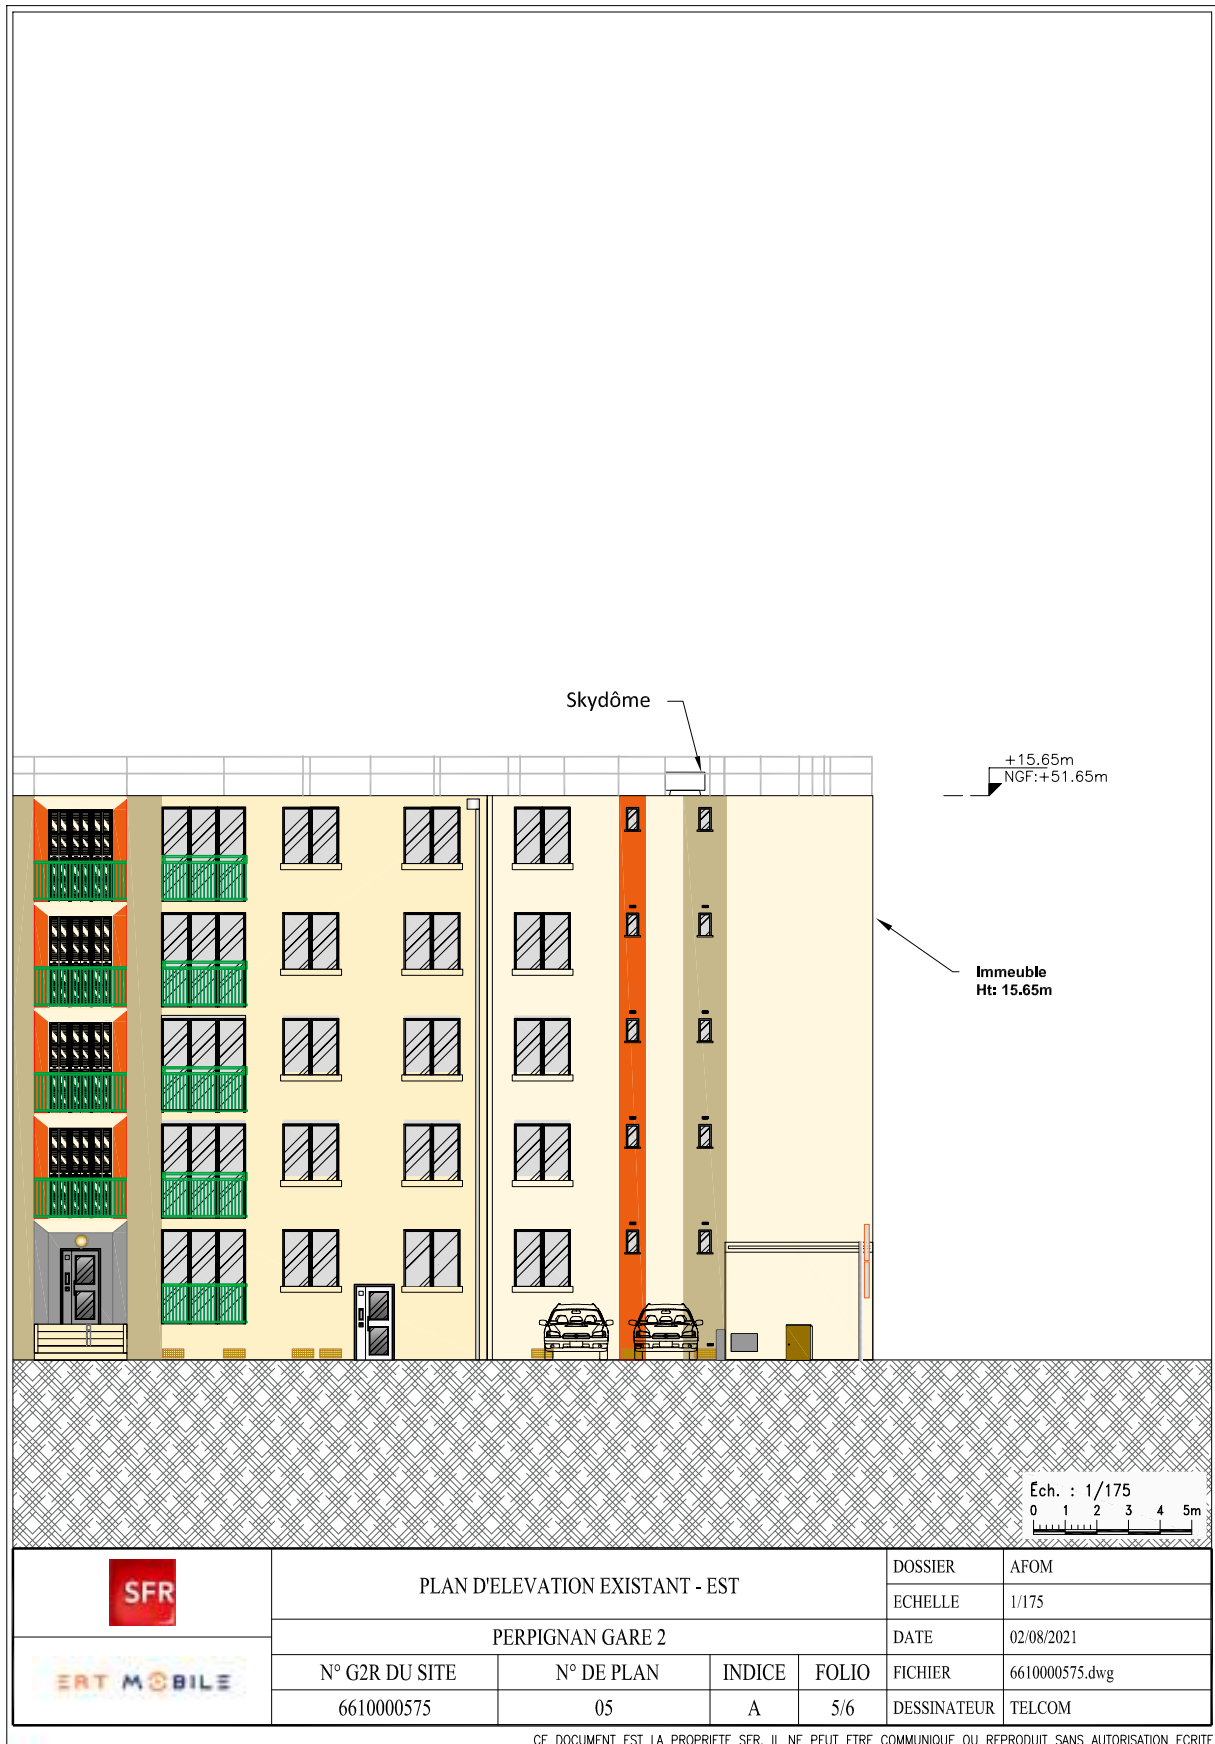 Skydôme
+15.65m
NGF:+51.65m
Immeuble
Ht: 15.65m
Éch. : 1/175
0 1 2 3 4 5m
SFR
ERT MOBILE
PLAN D'ELEVATION EXISTANT - EST
PERPIGNAN GARE 2
N° G2R DU SITE N° DE PLAN INDICE FOLIO
6610000575 05 A 5/6
DOSSIER AFOM
ECHELLE 1/175
DATE 02/08/2021
FICHIER 6610000575.dwg
DESSINATEUR TELCOM
CE DOCUMENT EST LA PROPRIETE SFR. IL NE PEUT ETRE COMMUNIQUE OU REPRODUIT SANS AUTORISATION ECRITE